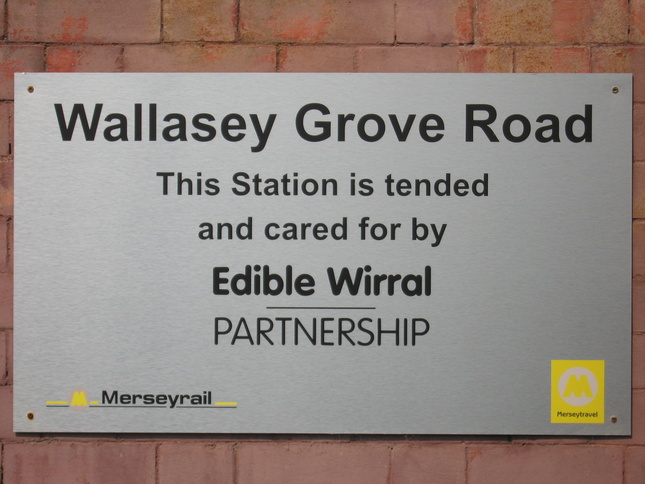 Wallasey Grove Road
This Station is tended
and cared for by
Edible Wirral
PARTNERSHIP
Merseyrail
M
Merseytravel